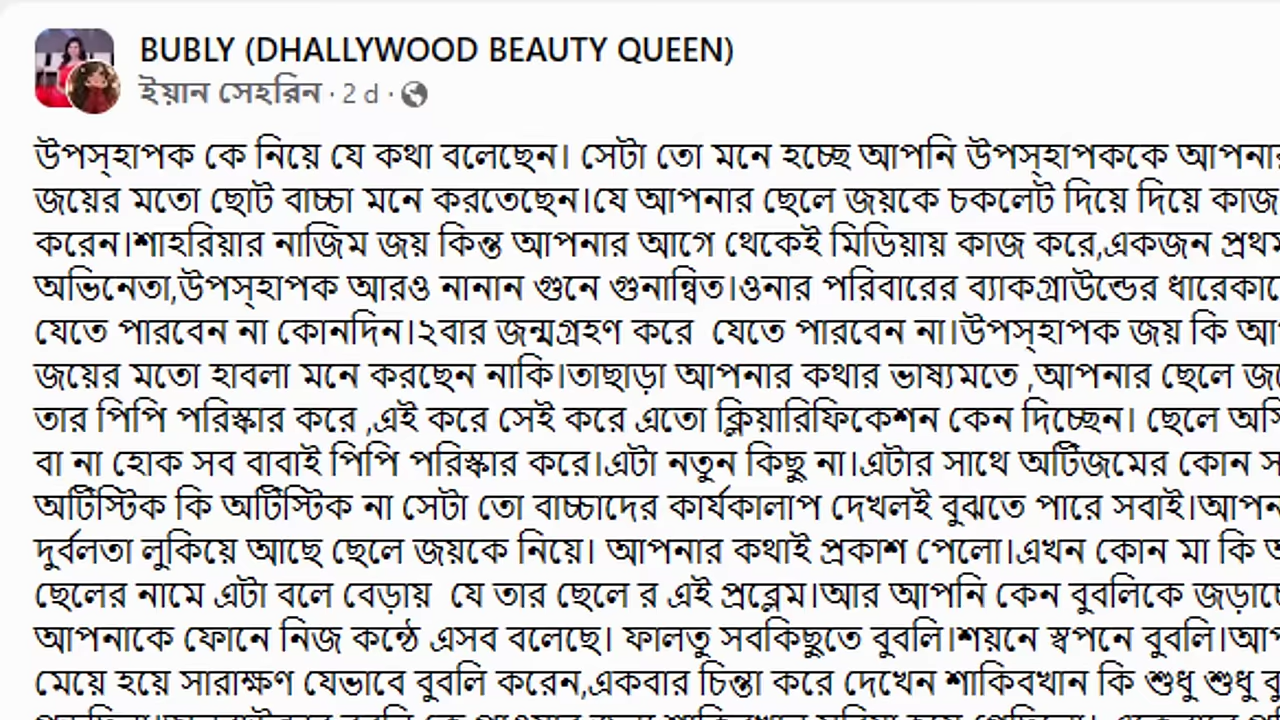 BUBLY (DHALLYWOOD BEAUTY QUEEN)
ইয়ান সেহরিন · 2 d ·
উপস্হাপক কে নিয়ে যে কথা বলেছেন। সেটা তো মনে হচ্ছে আপনি উপস্হাপককে আপনার
জয়ের মতো ছোট বাচ্চা মনে করতেছেন।যে আপনার ছেলে জয়কে চকলেট দিয়ে দিয়ে কাজ
করেন।শাহরিয়ার নাজিম জয় কিন্ত আপনার আগে থেকেই মিডিয়ায় কাজ করে,একজন প্রথম
অভিনেতা,উপস্হাপক আরও নানান গুনে গুনান্বিত।ওনার পরিবারের ব্যাকগ্রাউন্ডের
যেতে পারবেন না কোনদিন।২বার জন্মগ্রহণ করে  যেতে পারবেন না।উপস্হাপক জয় কি
জয়ের মতো হাবলা মনে করছেন নাকি।তাছাড়া আপনার কথার ভাষ্যমতে ,আপনার ছেলে
তার পিপি পরিস্কার করে ,এই করে সেই করে এতো ক্লিয়ারিফিকেশন কেন দিচ্ছেন। ছেলে
বা না হোক সব বাবাই পিপি পরিস্কার করে।এটা নতুন কিছু না।এটার সাথে অটিজমের কোন
অটিস্টিক কি অটিস্টিক না সেটা তো বাচ্চাদের কার্যকালাপ দেখলই বুঝতে পারে সবাই।
দুর্বলতা লুকিয়ে আছে ছেলে জয়কে নিয়ে। আপনার কথাই প্রকাশ পেলো।এখন কোন মা কি
ছেলের নামে এটা বলে বেড়ায়  যে তার ছেলে র এই প্রব্লেম।আর আপনি কেন বুবলিকে
আপনাকে ফোনে নিজ কন্ঠে এসব বলেছে। ফালতু সবকিছুতে বুবলি।শয়নে স্বপনে বুবলি।
মেয়ে হয়ে সারাক্ষণ যেভাবে বুবলি করেন,একবার চিন্তা করে দেখেন শাকিবখান কি শুধু শুধু